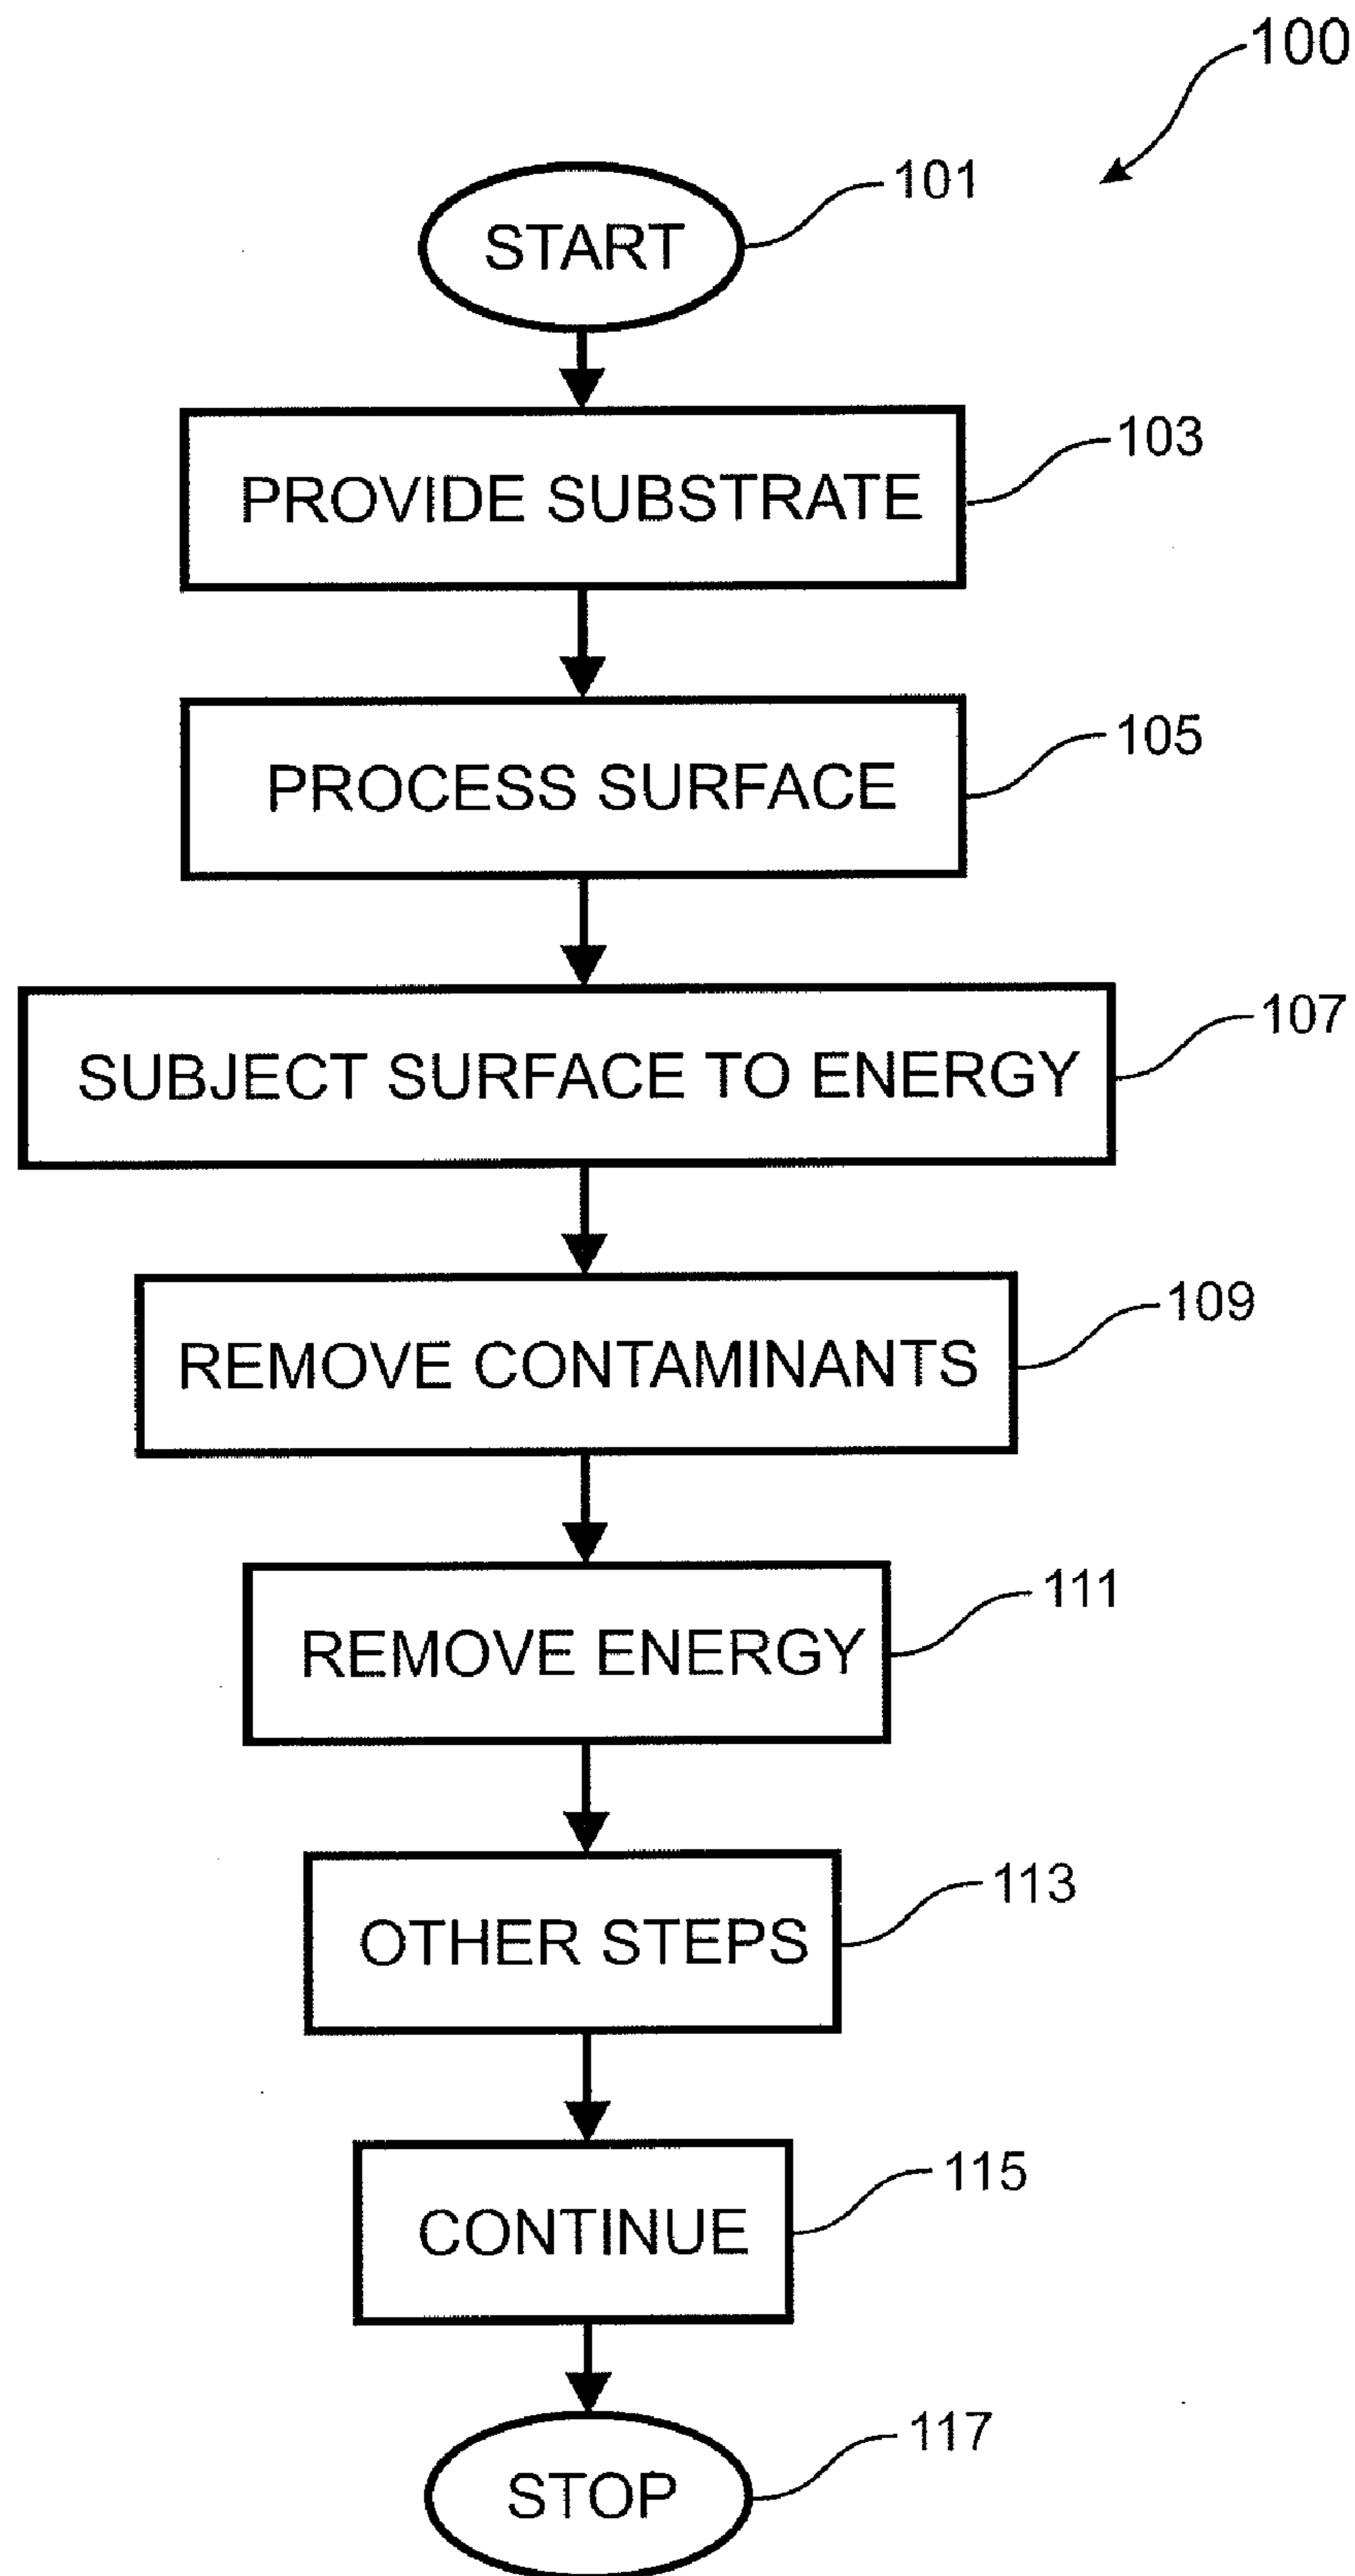 100
101
START
103
PROVIDE SUBSTRATE
105
PROCESS SURFACE
107
SUBJECT SURFACE TO ENERGY
109
REMOVE CONTAMINANTS
111
REMOVE ENERGY
113
OTHER STEPS
115
CONTINUE
117
STOP